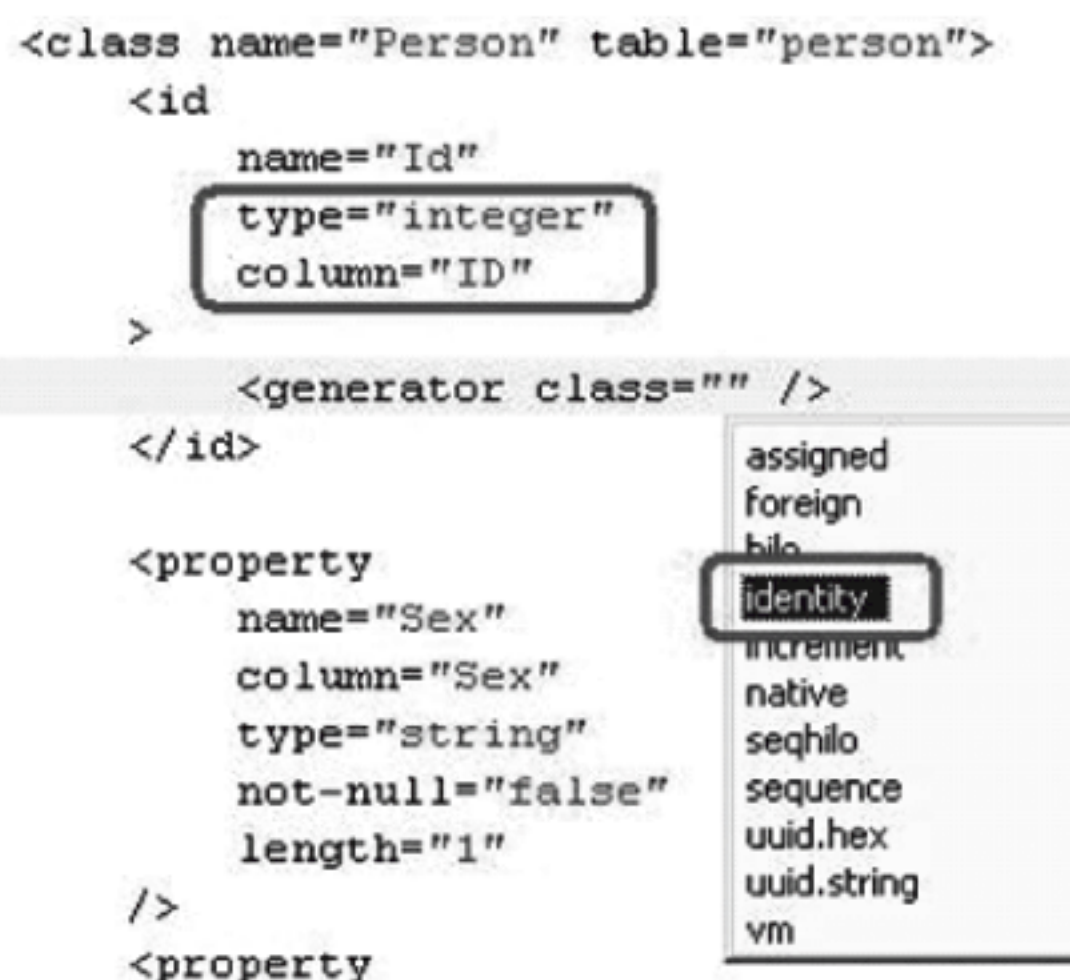 <class name="Person" table="person">
<id
name="Id"
type="integer"
column="ID"
>
<generator class="" />
</id>
<property
name="Sex"
column="Sex"
type="string"
not-null="false"
length="1"
/>
<property
assigned
foreign
hilo
identity
increment
native
seqhilo
sequence
uuid.hex
uuid.string
vm